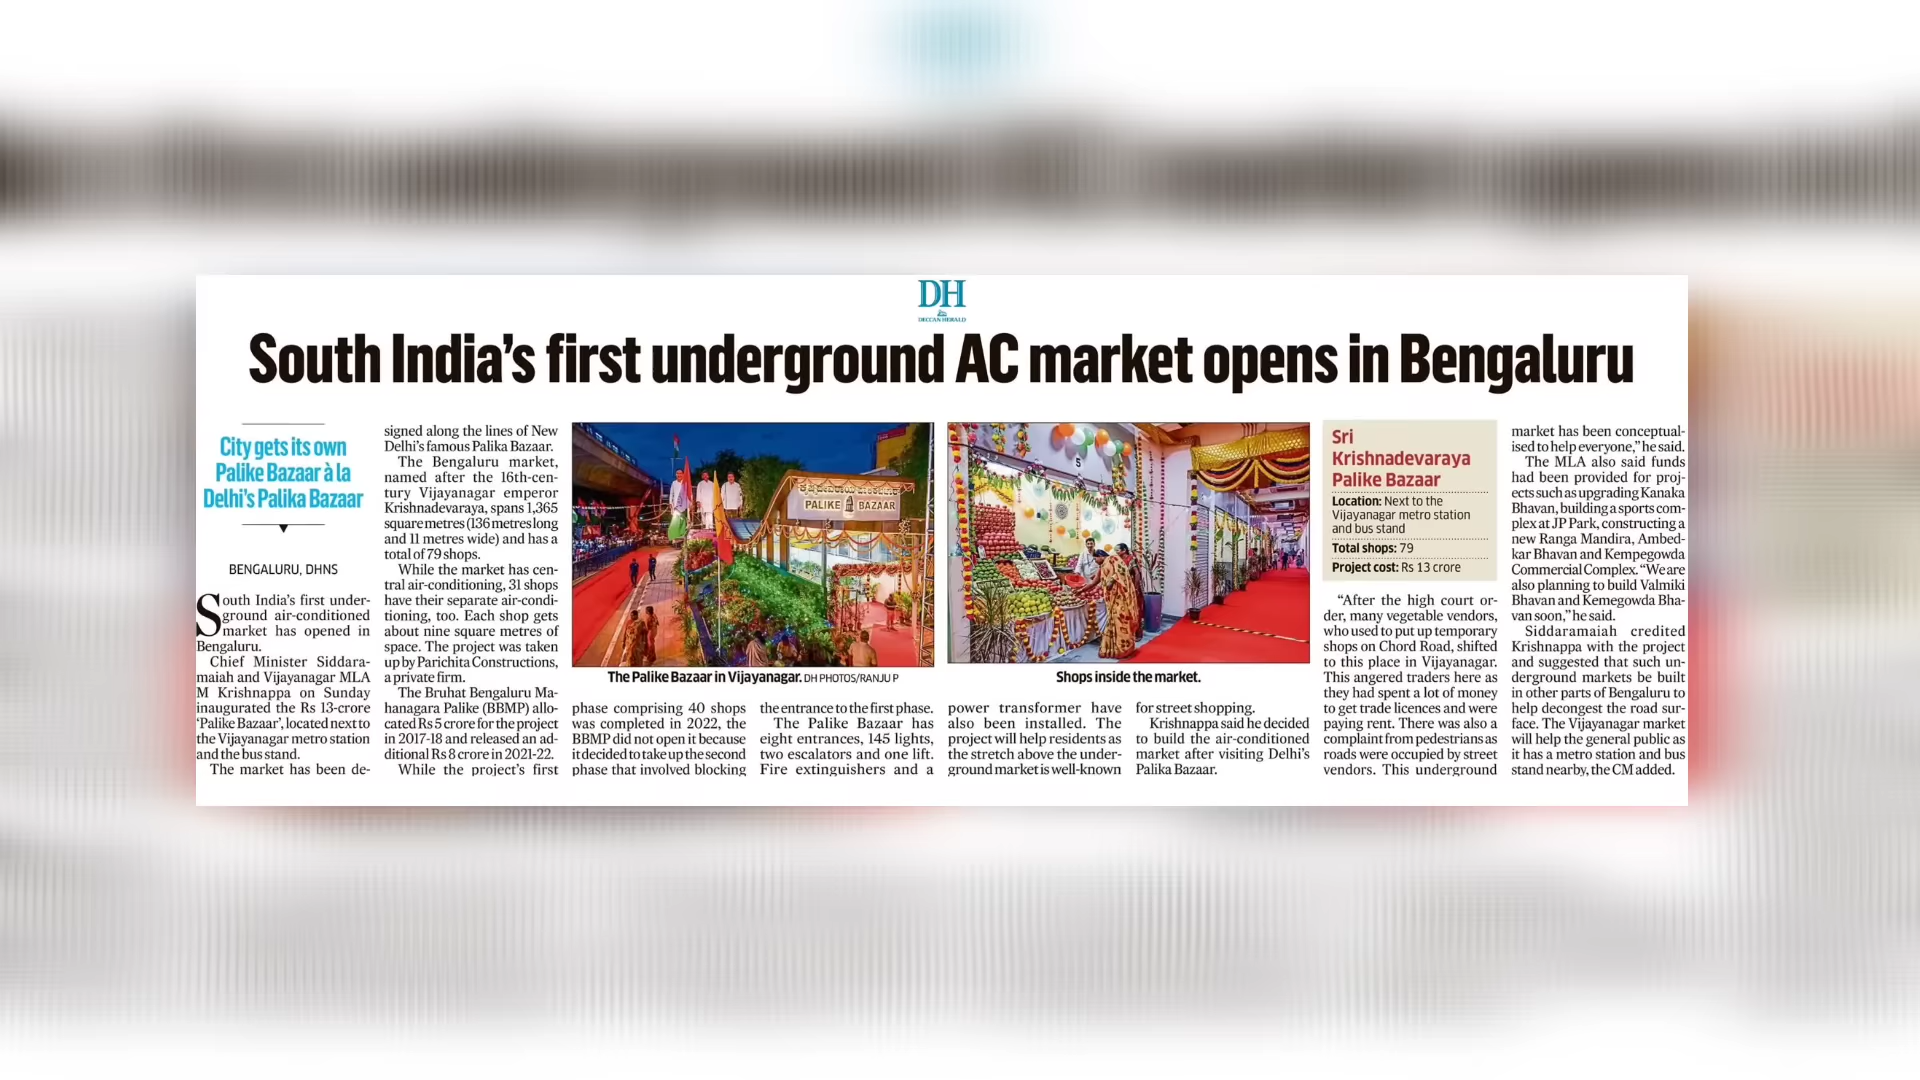 DH
DECCAN HERALD
South India's first underground AC market opens in Bengaluru
City gets its own
Palike Bazaar à la
Delhi's Palika Bazaar
BENGALURU, DHNS
South India's first under-
ground air-conditioned
market has opened in
Bengaluru.
Chief Minister Siddara-
maiah and Vijayanagar MLA
M Krishnappa on Sunday
inaugurated the Rs 13-crore
'Palike Bazaar', located next to
the Vijayanagar metro station
and the bus stand.
The market has been de-
signed along the lines of New
Delhi's famous Palika Bazaar.
The Bengaluru market,
named after the 16th-cen-
tury Vijayanagar emperor
Krishnadevaraya, spans 1,365
square metres (136 metres long
and 11 metres wide) and has a
total of 79 shops.
While the market has cen-
tral air-conditioning, 31 shops
have their separate air-condi-
tioning, too. Each shop gets
about nine square metres of
space. The project was taken
up by Parichita Constructions,
a private firm.
The Bruhat Bengaluru Ma-
hanagara Palike (BBMP) allo-
cated Rs 5 crore for the project
in 2017-18 and released an ad-
ditional Rs 8 crore in 2021-22.
While the project's first
PALIKE BAZAAR
The Palike Bazaar in Vijayanagar. DH PHOTOS/RANJU P
phase comprising 40 shops
was completed in 2022, the
BBMP did not open it because
it decided to take up the second
phase that involved blocking
the entrance to the first phase.
The Palike Bazaar has
eight entrances, 145 lights,
two escalators and one lift.
Fire extinguishers and a
5
Shops inside the market.
power transformer have
also been installed. The
project will help residents as
the stretch above the under-
ground market is well-known
for street shopping.
Krishnappa said he decided
to build the air-conditioned
market after visiting Delhi's
Palika Bazaar.
Sri
Krishnadevaraya
Palike Bazaar
Location: Next to the
Vijayanagar metro station
and bus stand
Total shops: 79
Project cost: Rs 13 crore
"After the high court or-
der, many vegetable vendors,
who used to put up temporary
shops on Chord Road, shifted
to this place in Vijayanagar.
This angered traders here as
they had spent a lot of money
to get trade licences and were
paying rent. There was also a
complaint from pedestrians as
roads were occupied by street
vendors. This underground
market has been conceptual-
ised to help everyone," he said.
The MLA also said funds
had been provided for proj-
ects such as upgrading Kanaka
Bhavan, building a sports com-
plex at JP Park, constructing a
new Ranga Mandira, Ambed-
kar Bhavan and Kempegowda
Commercial Complex. "We are
also planning to build Valmiki
Bhavan and Kemegowda Bha-
van soon," he said.
Siddaramaiah credited
Krishnappa with the project
and suggested that such un-
derground markets be built
in other parts of Bengaluru to
help decongest the road sur-
face. The Vijayanagar market
will help the general public as
it has a metro station and bus
stand nearby, the CM added.